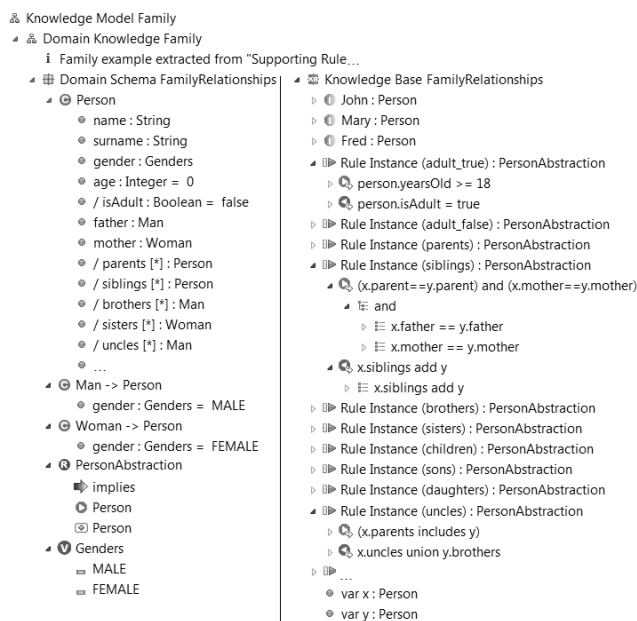 Knowledge Model Family
Domain Knowledge Family
Family example extracted from "Supporting Rule...
Domain Schema FamilyRelationships
Person
name : String
surname : String
gender : Genders
age : Integer = 0
/ isAdult : Boolean = false
father : Man
mother : Woman
/ parents [*] : Person
/ siblings [*] : Person
/ brothers [*] : Man
/ sisters [*] : Woman
/ uncles [*] : Man
...
Man -> Person
gender : Genders = MALE
Woman -> Person
gender : Genders = FEMALE
PersonAbstraction
implies
Person
Person
Genders
MALE
FEMALE
Knowledge Base FamilyRelationships
John : Person
Mary : Person
Fred : Person
Rule Instance (adult_true) : PersonAbstraction
person.yearsOld >= 18
person.isAdult = true
Rule Instance (adult_false) : PersonAbstraction
Rule Instance (parents) : PersonAbstraction
Rule Instance (siblings) : PersonAbstraction
(x.parent==y.parent) and (x.mother==y.mother)
and
x.father == y.father
x.mother == y.mother
x.siblings add y
x.siblings add y
Rule Instance (brothers) : PersonAbstraction
Rule Instance (sisters) : PersonAbstraction
Rule Instance (children) : PersonAbstraction
Rule Instance (sons) : PersonAbstraction
Rule Instance (daughters) : PersonAbstraction
Rule Instance (uncles) : PersonAbstraction
(x.parents includes y)
x.uncles union y.brothers
...
var x : Person
var y : Person